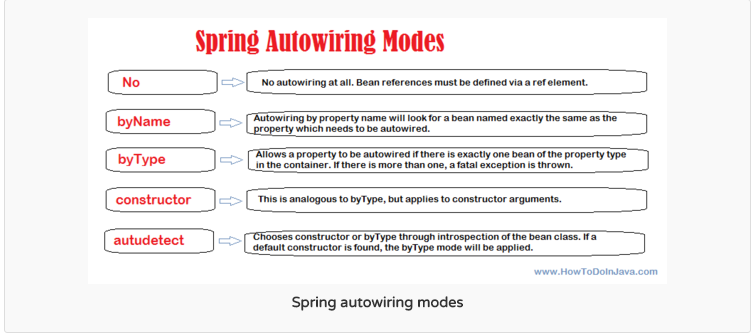 Spring Autowiring Modes
No
No autowiring at all. Bean references must be defined via a ref element.
byName
Autowiring by property name will look for a bean named exactly the same as the
property which needs to be autowired.
byType
Allows a property to be autowired if there is exactly one bean of the property type
in the container. If there is more than one, a fatal exception is thrown.
constructor
This is analogous to byType, but applies to constructor arguments.
autudetect
Chooses constructor or byType through introspection of the bean class. If a
default constructor is found, the byType mode will be applied.
www.HowToDoInJava.com
Spring autowiring modes